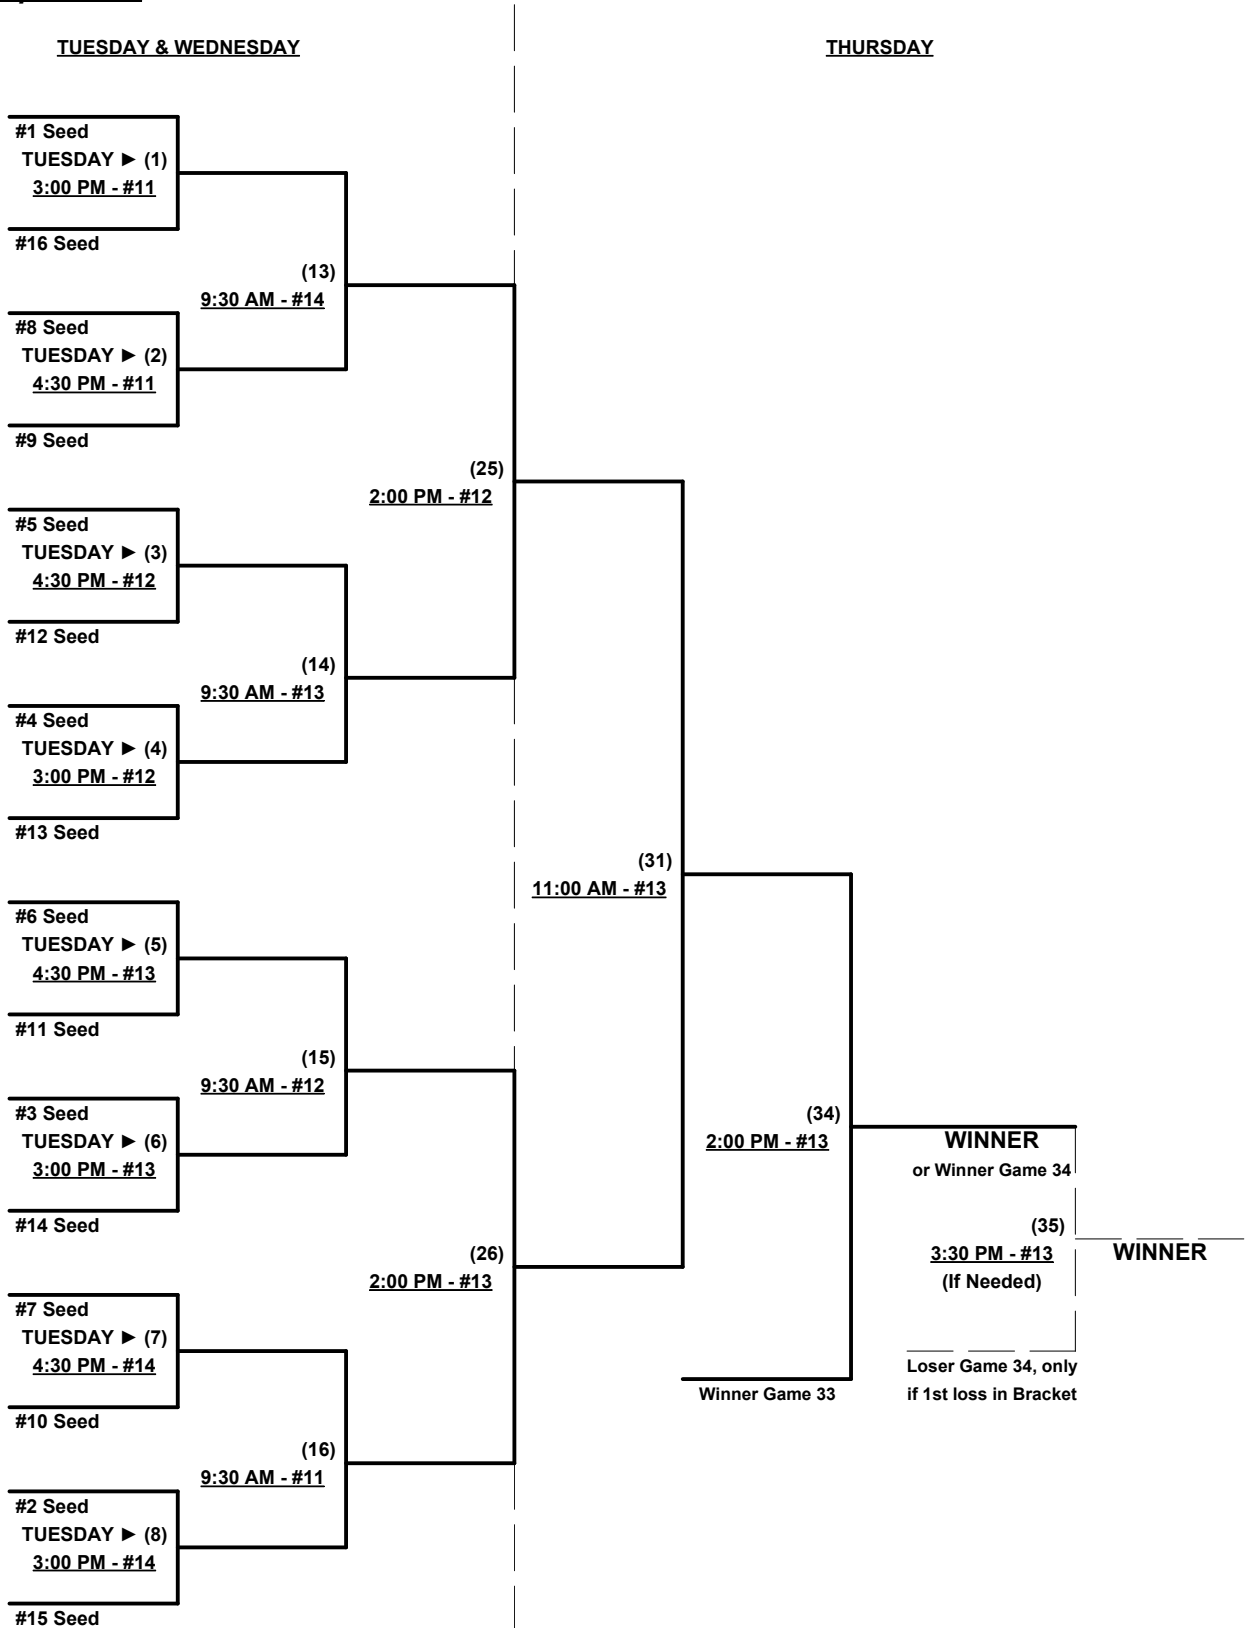 TUESDAY & WEDNESDAY
THURSDAY
#1 Seed
TUESDAY ► (1)
3:00 PM - #11
#16 Seed
(13)
9:30 AM - #14
#8 Seed
TUESDAY ► (2)
4:30 PM - #11
#9 Seed
(25)
2:00 PM - #12
#5 Seed
TUESDAY ► (3)
4:30 PM - #12
#12 Seed
(14)
9:30 AM - #13
#4 Seed
TUESDAY ► (4)
3:00 PM - #12
#13 Seed
(31)
11:00 AM - #13
#6 Seed
TUESDAY ► (5)
4:30 PM - #13
#11 Seed
(15)
9:30 AM - #12
#3 Seed
TUESDAY ► (6)
3:00 PM - #13
#14 Seed
(34)
2:00 PM - #13
WINNER
or Winner Game 34
(35)
3:30 PM - #13
(If Needed)
WINNER
(26)
2:00 PM - #13
#7 Seed
TUESDAY ► (7)
4:30 PM - #14
#10 Seed
Winner Game 33
Loser Game 34, only
if 1st loss in Bracket
(16)
9:30 AM - #11
#2 Seed
TUESDAY ► (8)
3:00 PM - #14
#15 Seed